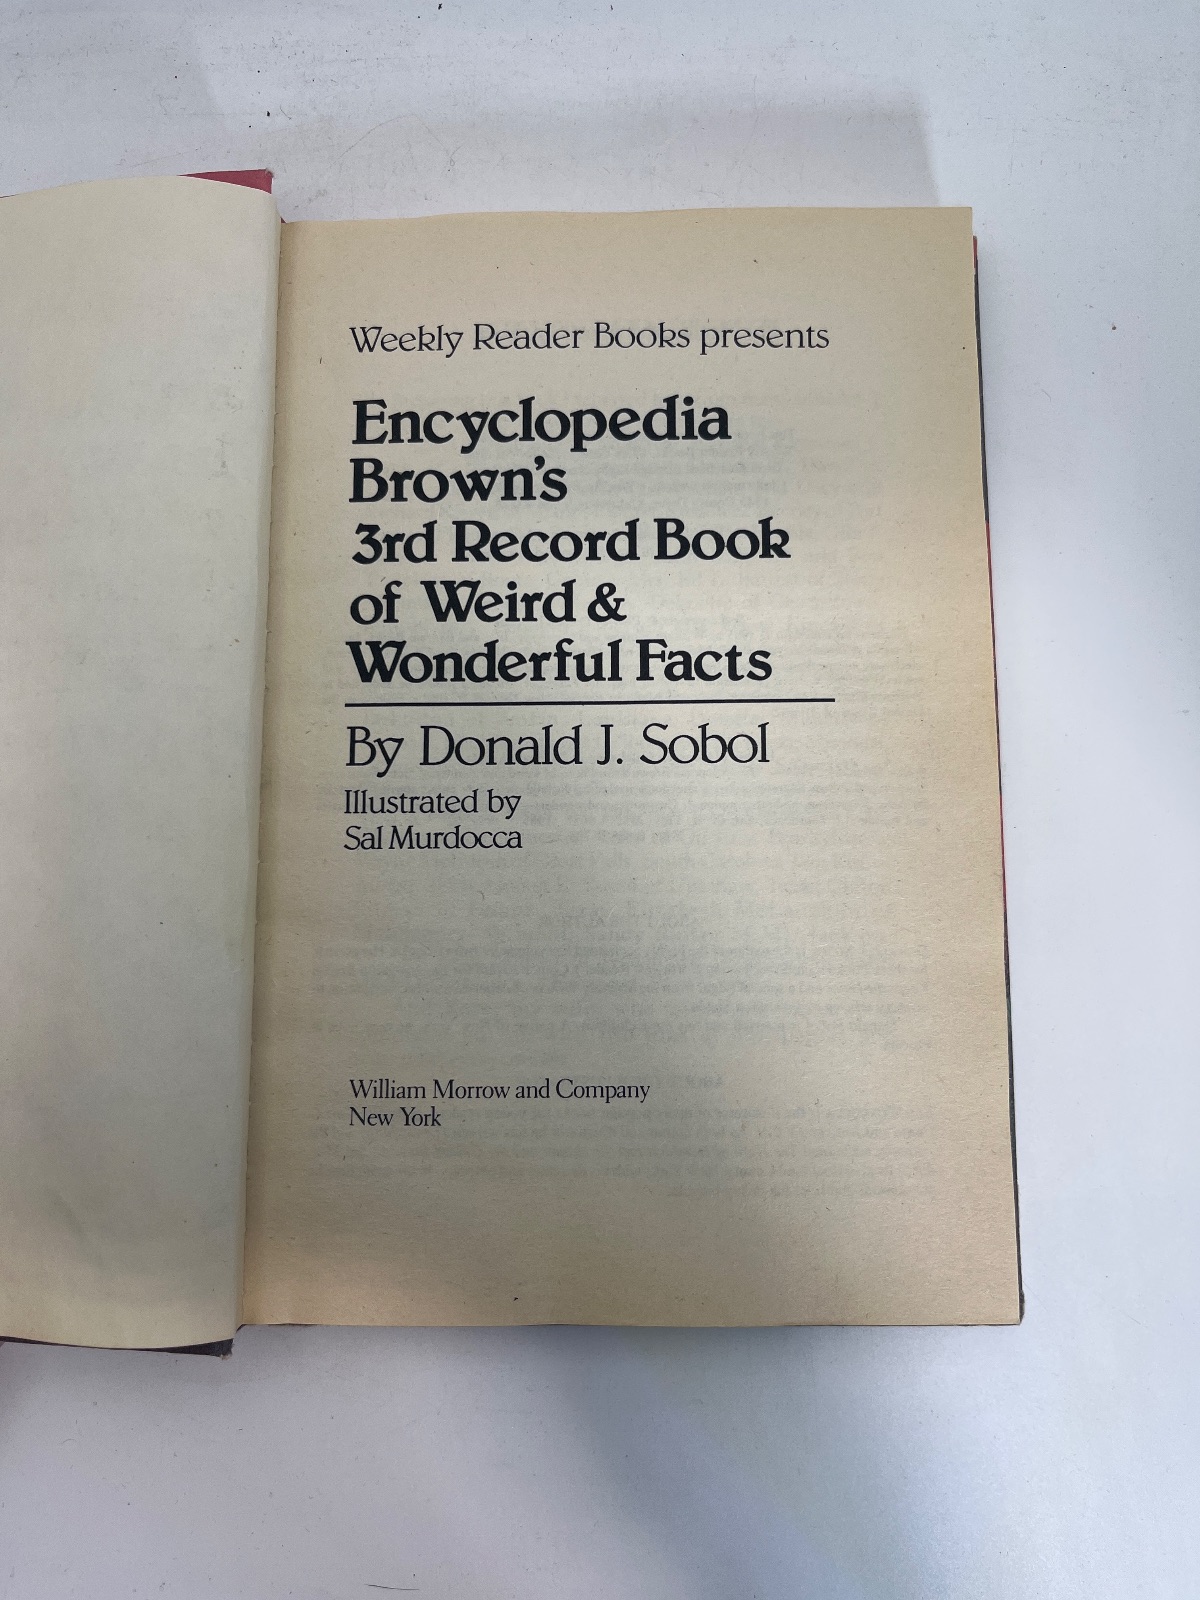 Weekly Reader Books presents
Encyclopedia
Brown's
3rd Record Book
of Weird &
Wonderful Facts
By Donald J. Sobol
Illustrated by
Sal Murdocca
William Morrow and Company
New York